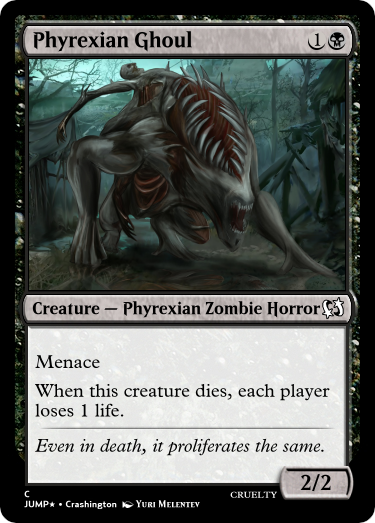 Phyrexian Ghoul 1
Creature — Phyrexian Zombie Horror
Menace
When this creature dies, each player
loses 1 life.
Even in death, it proliferates the same.
2/2
C
JUMP★ • Crashington Yuri Melentev
CRUELTY